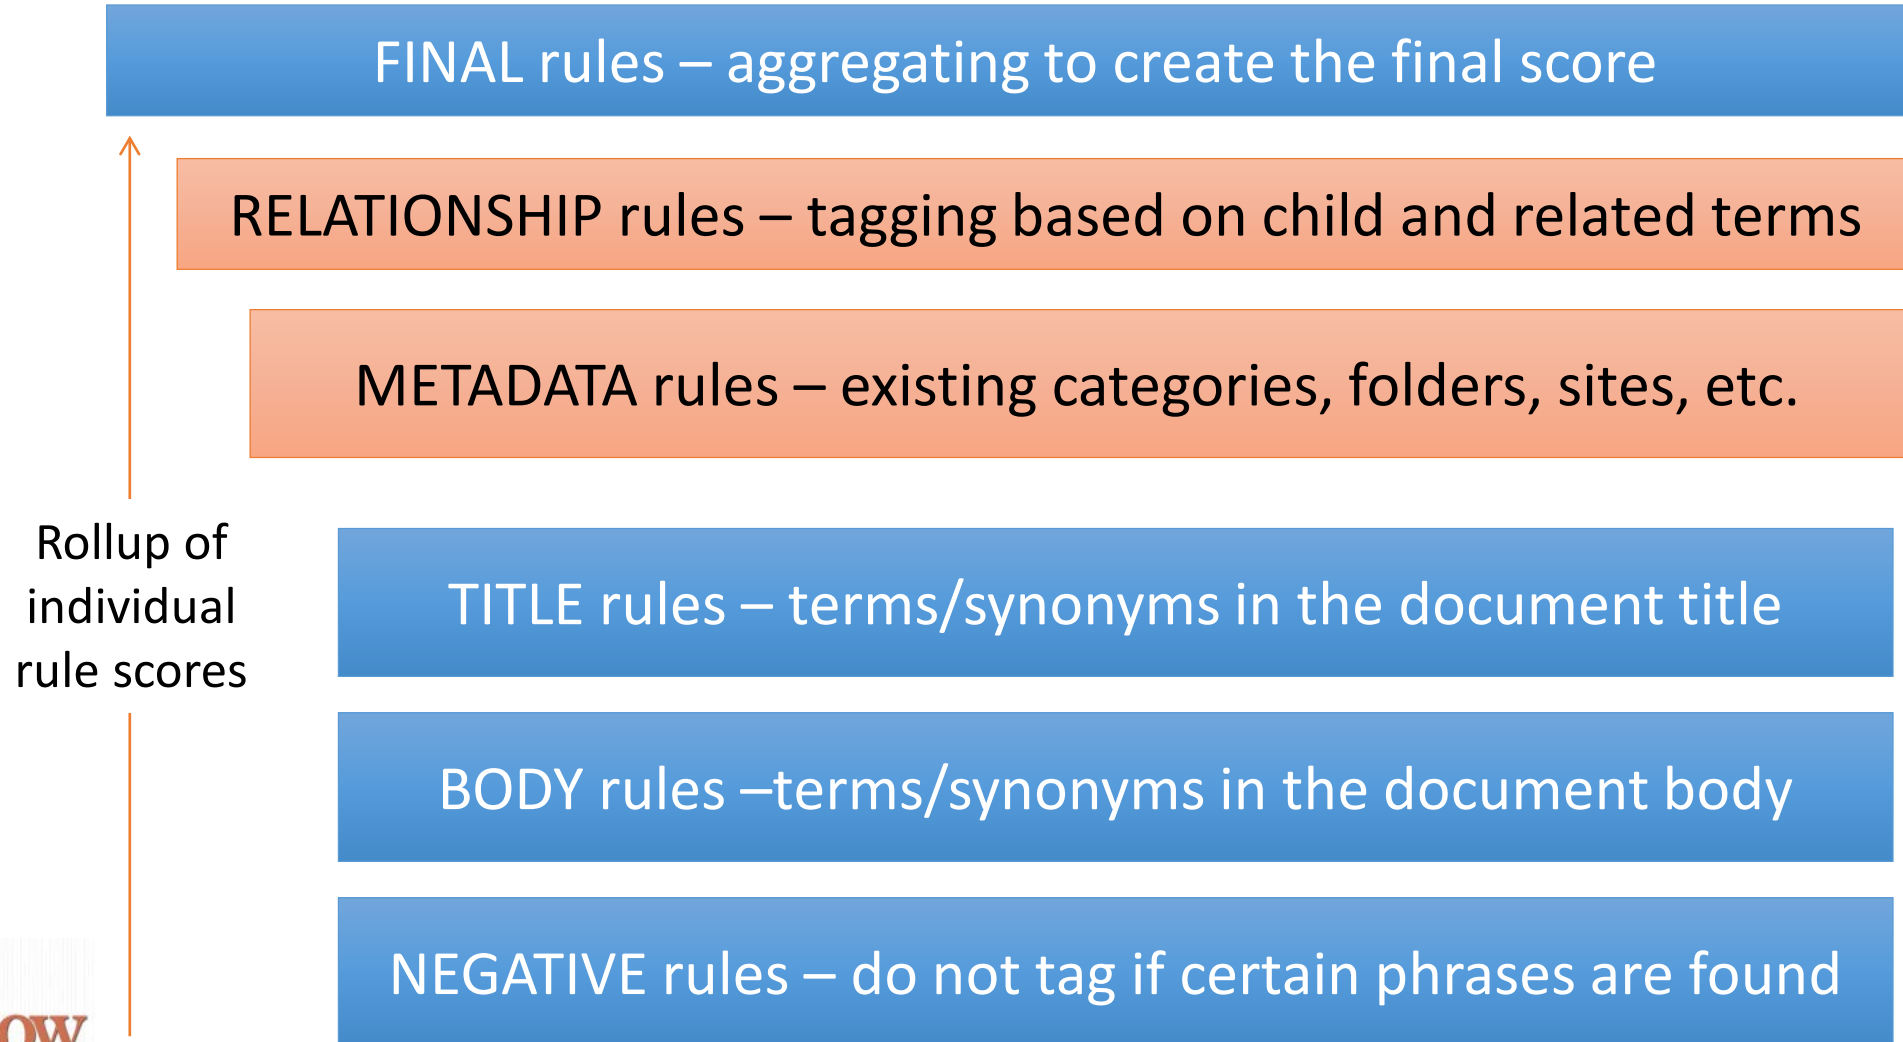 FINAL rules – aggregating to create the final score
RELATIONSHIP rules – tagging based on child and related terms
METADATA rules – existing categories, folders, sites, etc.
Rollup of
individual
rule scores
TITLE rules – terms/synonyms in the document title
BODY rules –terms/synonyms in the document body
NEGATIVE rules – do not tag if certain phrases are found